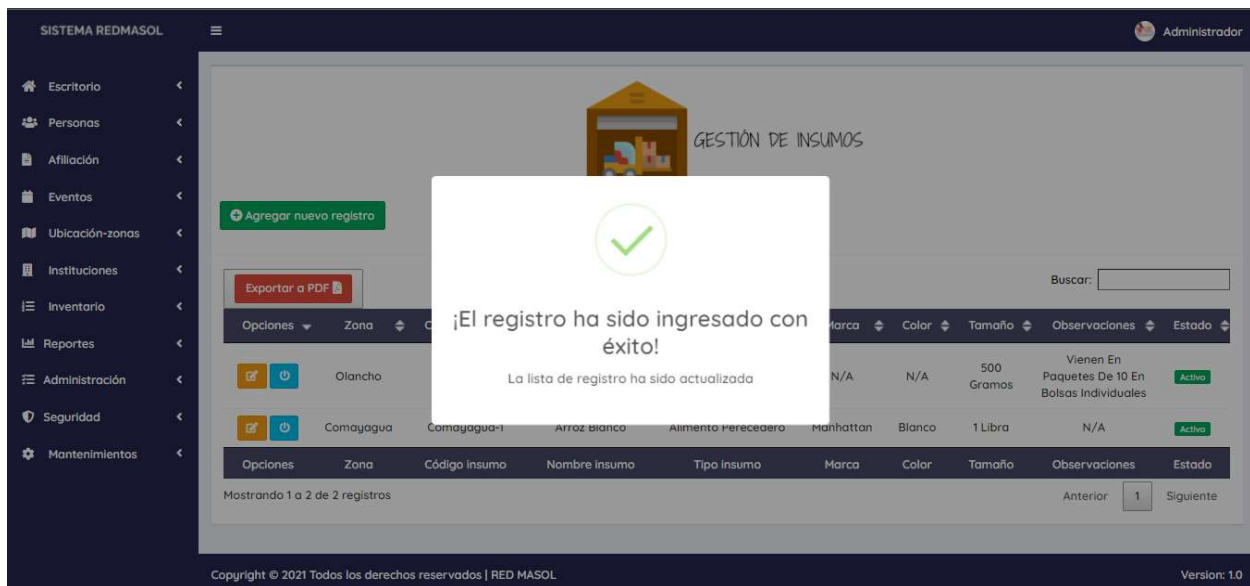 SISTEMA REDMASOL
Administrador
Escritorio
Personas
Afiliación
Eventos
Ubicación-zonas
Instituciones
Inventario
Reportes
Administración
Seguridad
Mantenimientos
GESTIÓN DE INSUMOS
Agregar nuevo registro
Exportar a PDF
Buscar:
¡El registro ha sido ingresado con
éxito!
La lista de registro ha sido actualizada
Opciones Zona Marca Color Tamaño Observaciones Estado
Olancho N/A N/A 500 Gramos Vienen En Paquetes De 10 En Bolsas Individuales Activo
Comayagua Comayagua-1 Arroz Blanco Alimento Perecedero Manhattan Blanco 1 Libra N/A Activo
Opciones Zona Código insumo Nombre insumo Tipo insumo Marca Color Tamaño Observaciones Estado
Mostrando 1 a 2 de 2 registros
Anterior 1 Siguiente
Copyright © 2021 Todos los derechos reservados | RED MASOL
Version: 1.0